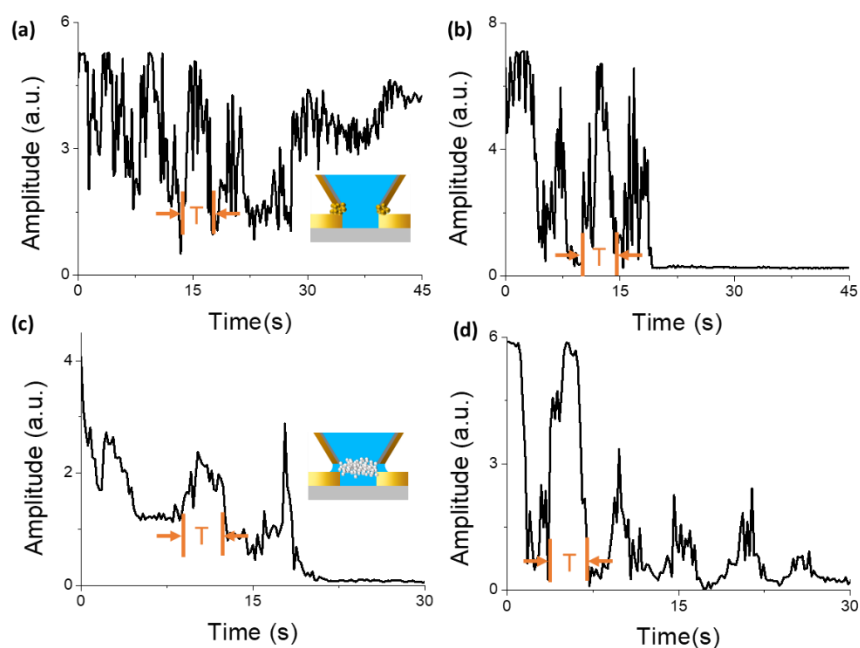 (a)
6
3
0
Amplitude (a.u.)
T
0 15 30 45
Time(s)
(b)
8
4
0
Amplitude (a.u.)
T
0 15 30 45
Time (s)
(c)
4
2
0
Amplitude (a.u.)
T
0 15 30
Time (s)
(d)
6
3
0
Amplitude (a.u.)
T
0 15 30
Time(s)